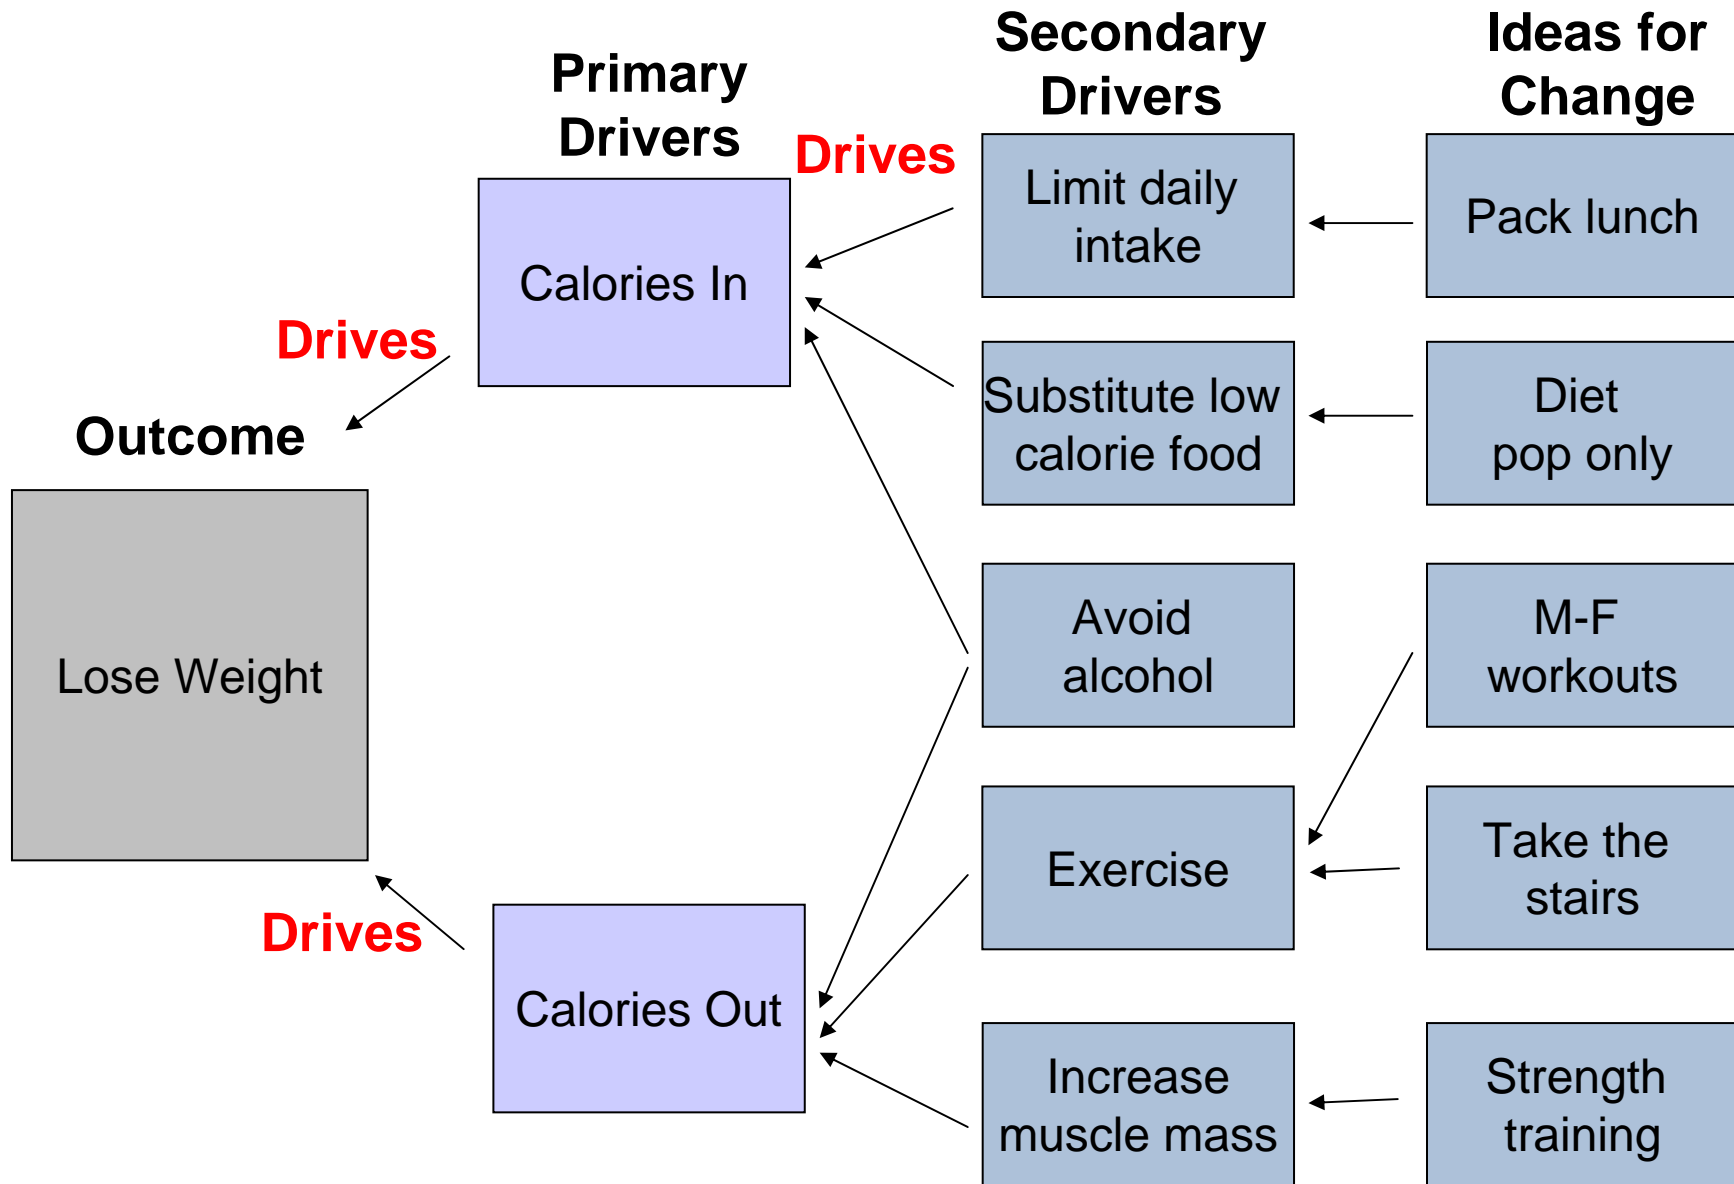 Secondary
Drivers
Ideas for
Change
Primary
Drivers
Drives
Limit daily
intake
Pack lunch
Calories In
Drives
Substitute low
calorie food
Diet
pop only
Outcome
Lose Weight
Avoid
alcohol
M-F
workouts
Exercise
Take the
stairs
Drives
Calories Out
Increase
muscle mass
Strength
training